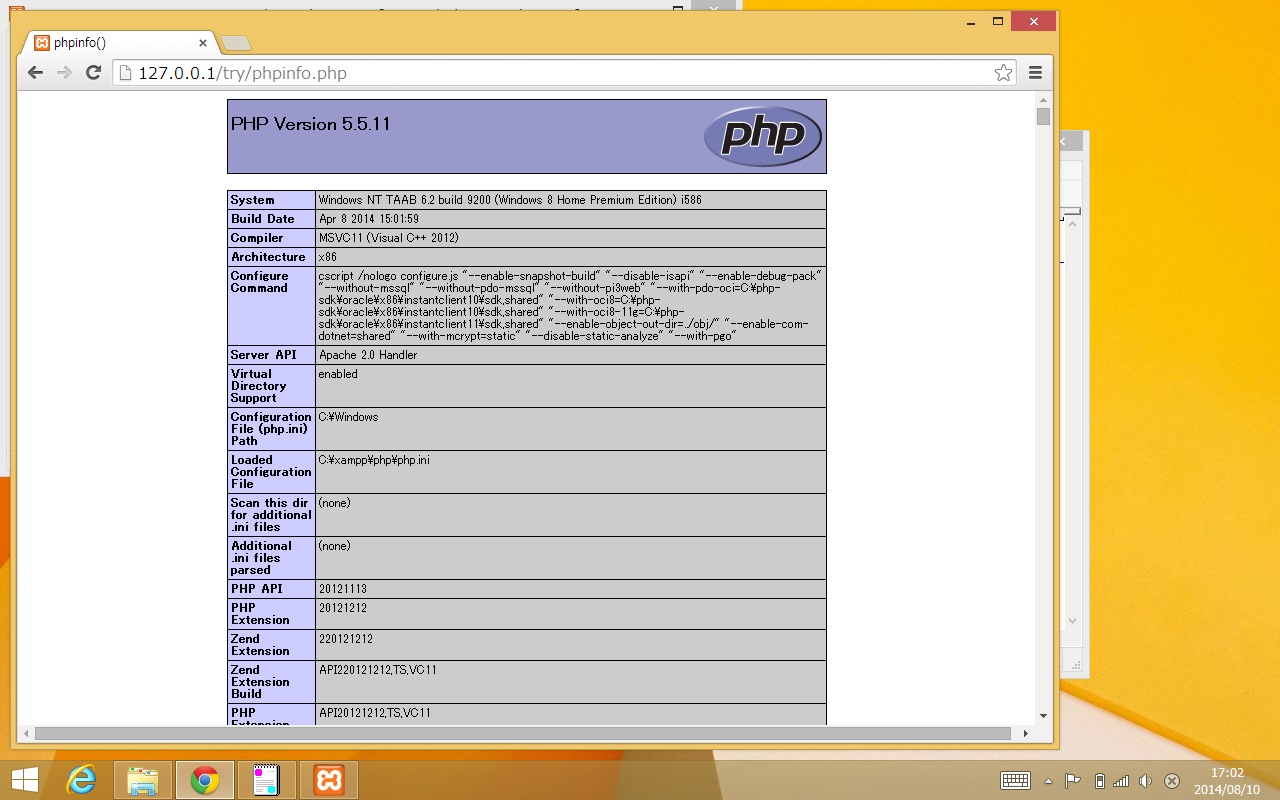 phpinfo()
127.0.0.1/try/phpinfo.php
PHP Version 5.5.11
php
System
Windows NT TAAB 6.2 build 9200 (Windows 8 Home Premium Edition) i586
Build Date
Apr 8 2014 15:01:59
Compiler
MSVC11 (Visual C++ 2012)
Architecture
x86
Configure
Command
cscript /nologo configure.js "--enable-snapshot-build" "--disable-isapi" "--enable-debug-pack"
"--without-mssql" "--without-pdo-mssql" "--without-pi3web" "--with-pdo-oci=C:¥php-
sdk¥oracle¥x86¥instantclient10¥sdk,shared" "--with-oci8=C:¥php-
sdk¥oracle¥x86¥instantclient10¥sdk,shared" "--with-oci8-11g=C:¥php-
sdk¥oracle¥x86¥instantclient11¥sdk,shared" "--enable-object-out-dir=../obj/" "--enable-com-
dotnet=shared" "--with-mcrypt=static" "--disable-static-analyze" "--with-pgo"
Server API
Apache 2.0 Handler
Virtual
Directory
Support
enabled
Configuration
File (php.ini)
Path
C:¥Windows
Loaded
Configuration
File
C:¥xampp¥php¥php.ini
Scan this dir
for additional
.ini files
(none)
Additional
.ini files
parsed
(none)
PHP API
20121113
PHP
Extension
20121212
Zend
Extension
220121212
Zend
Extension
Build
API220121212,TS,VC11
PHP
Extension
API20121212,TS,VC11
17:02
2014/08/10